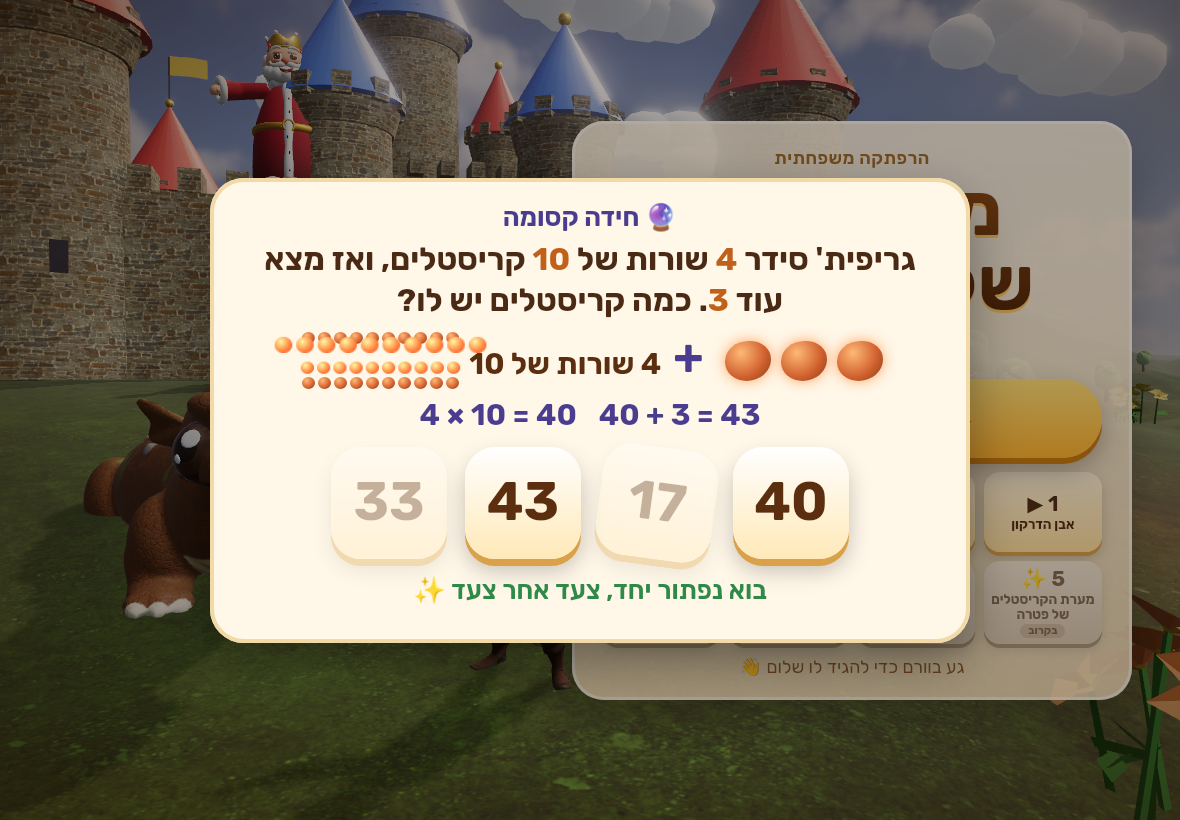 הרפתקה משפחתית
🔮 חידה קסומה
גריפית' סידר 4 שורות של 10 קריסטלים, ואז מצא
עוד 3. כמה קריסטלים יש לו?
+ 4 שורות של 10
4 × 10 = 40 40 + 3 = 43
33 43 17 40
בוא נפתור יחד, צעד אחר צעד ✨
▶ 1
אבן הדרקון
5 ✨
מערת הקריסטלים
של פטרה
בקרוב
גע בוורם כדי להגיד לו שלום 👋